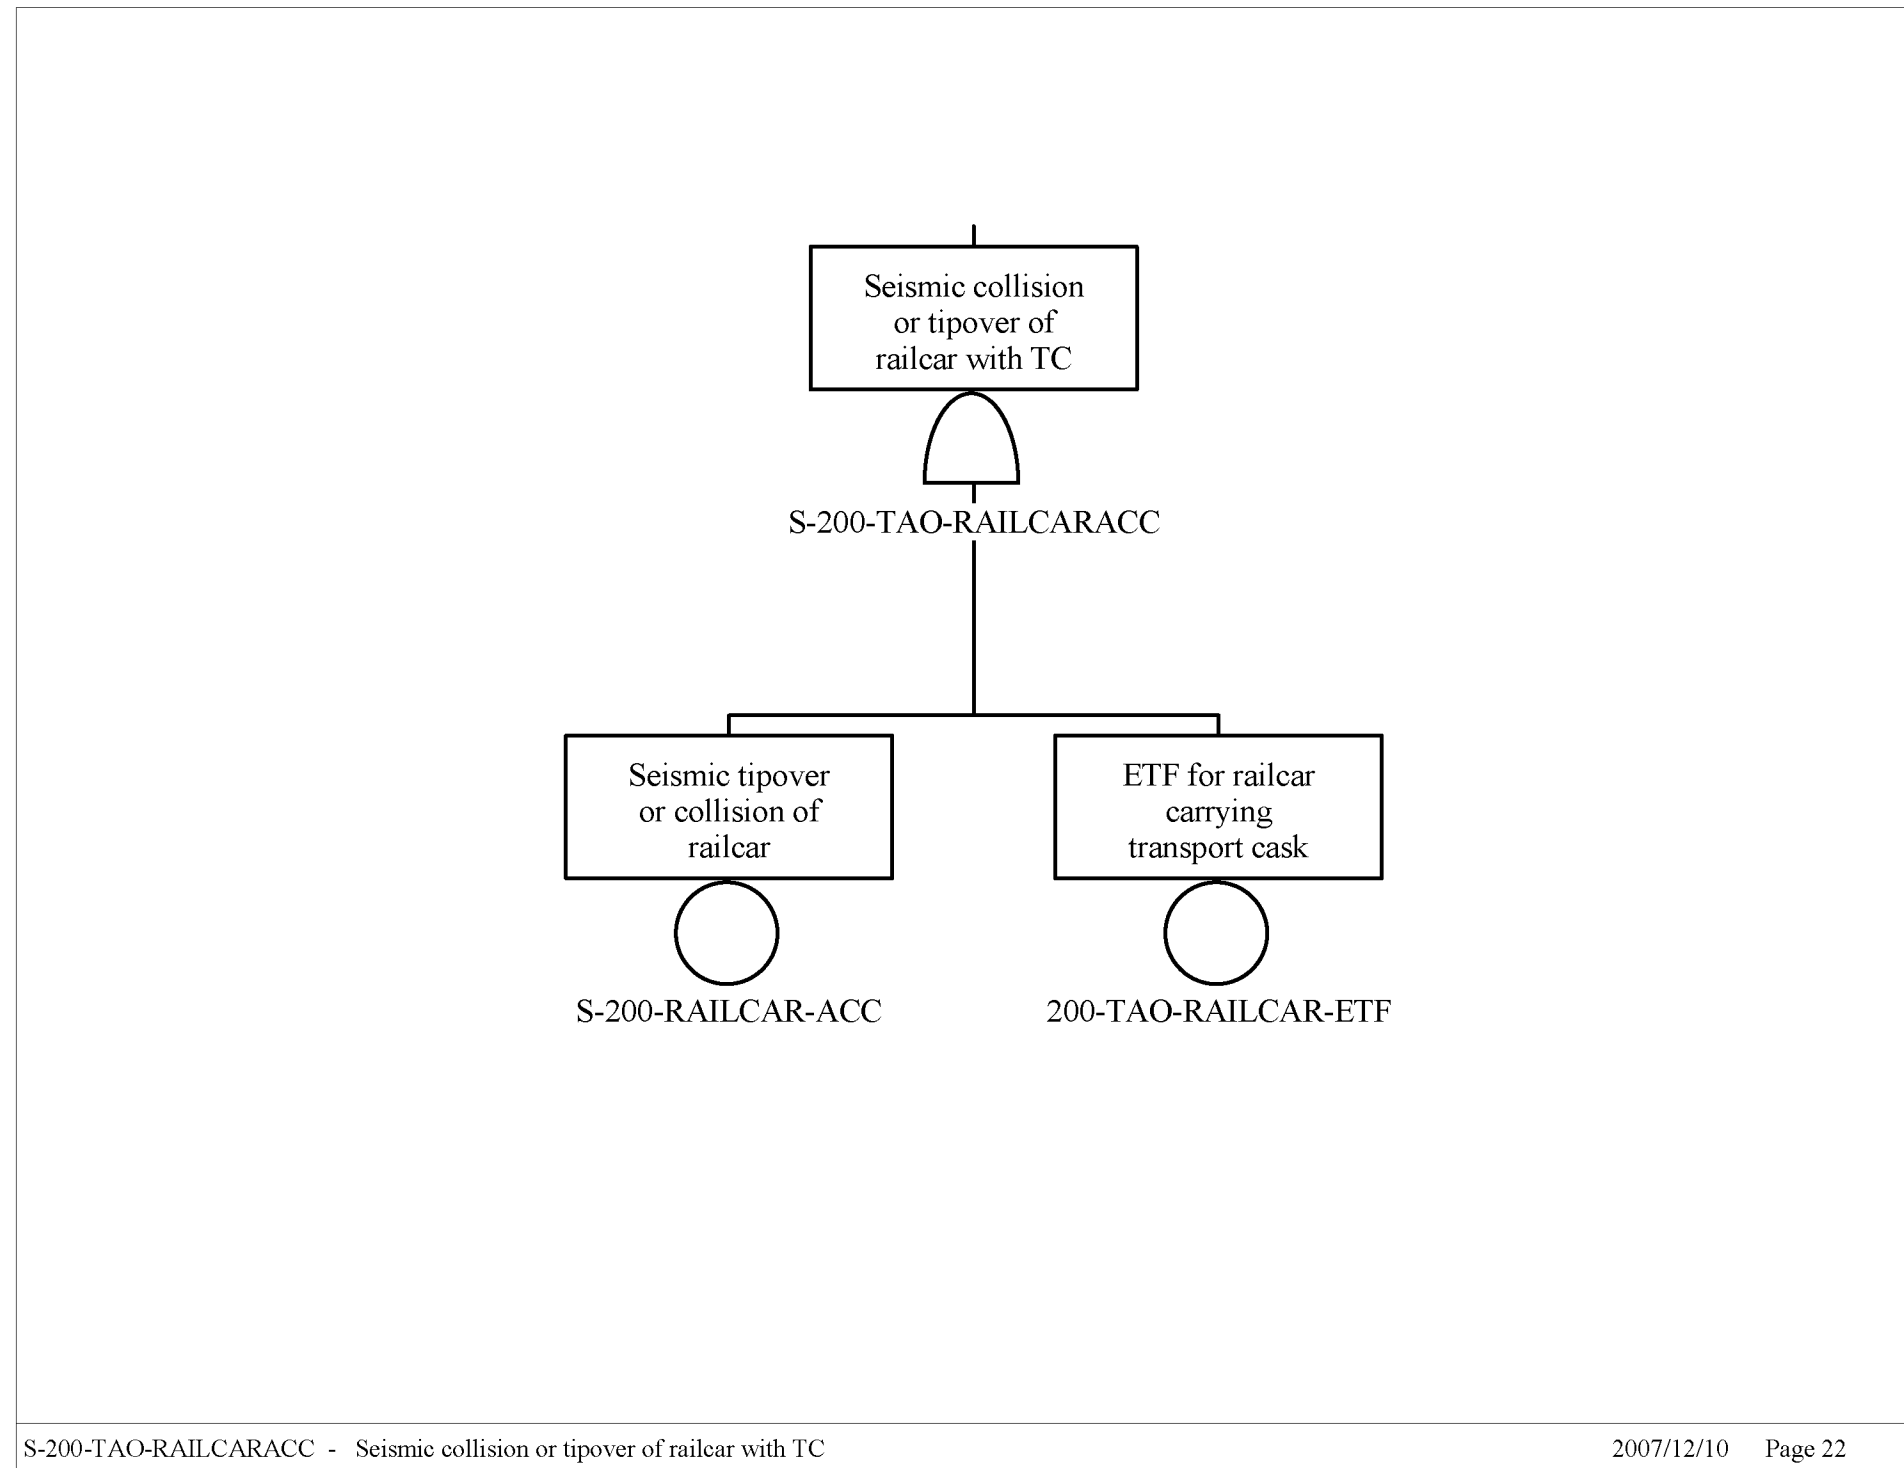 Seismic collision
or tipover of
railcar with TC
S-200-TAO-RAILCARACC
Seismic tipover
or collision of
railcar
S-200-RAILCAR-ACC
ETF for railcar
carrying
transport cask
200-TAO-RAILCAR-ETF
S-200-TAO-RAILCARACC - Seismic collision or tipover of railcar with TC
2007/12/10 Page 22